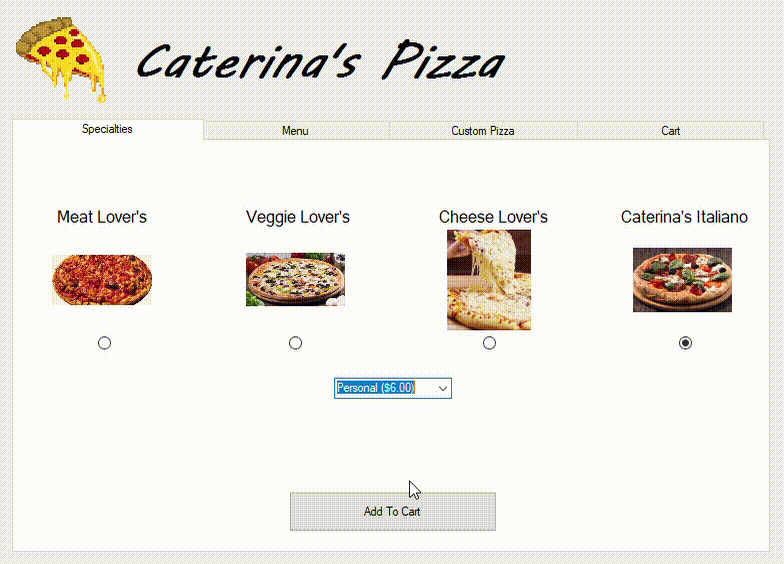 Caterina's Pizza
Specialties
Menu
Custom Pizza
Cart
Meat Lover's
Veggie Lover's
Cheese Lover's
Caterina's Italiano
Personal ($6.00)
Add To Cart